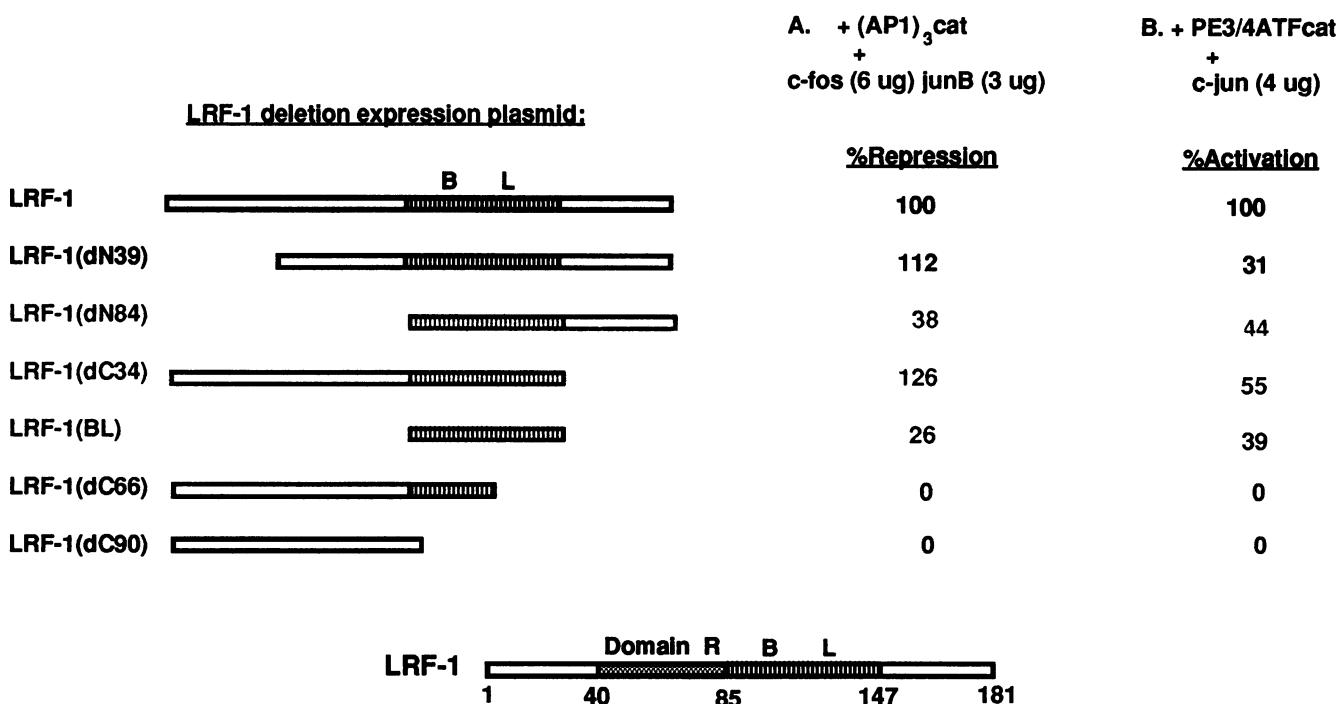 A. + (AP1)3cat
+
c-fos (6 ug) junB (3 ug)
B. + PE3/4ATFcat
+
c-jun (4 ug)
LRF-1 deletion expression plasmid:
%Repression
%Activation
B L
LRF-1 100 100
LRF-1(dN39) 112 31
LRF-1(dN84) 38 44
LRF-1(dC34) 126 55
LRF-1(BL) 26 39
LRF-1(dC66) 0 0
LRF-1(dC90) 0 0
Domain R B L
LRF-1
1 40 85 147 181